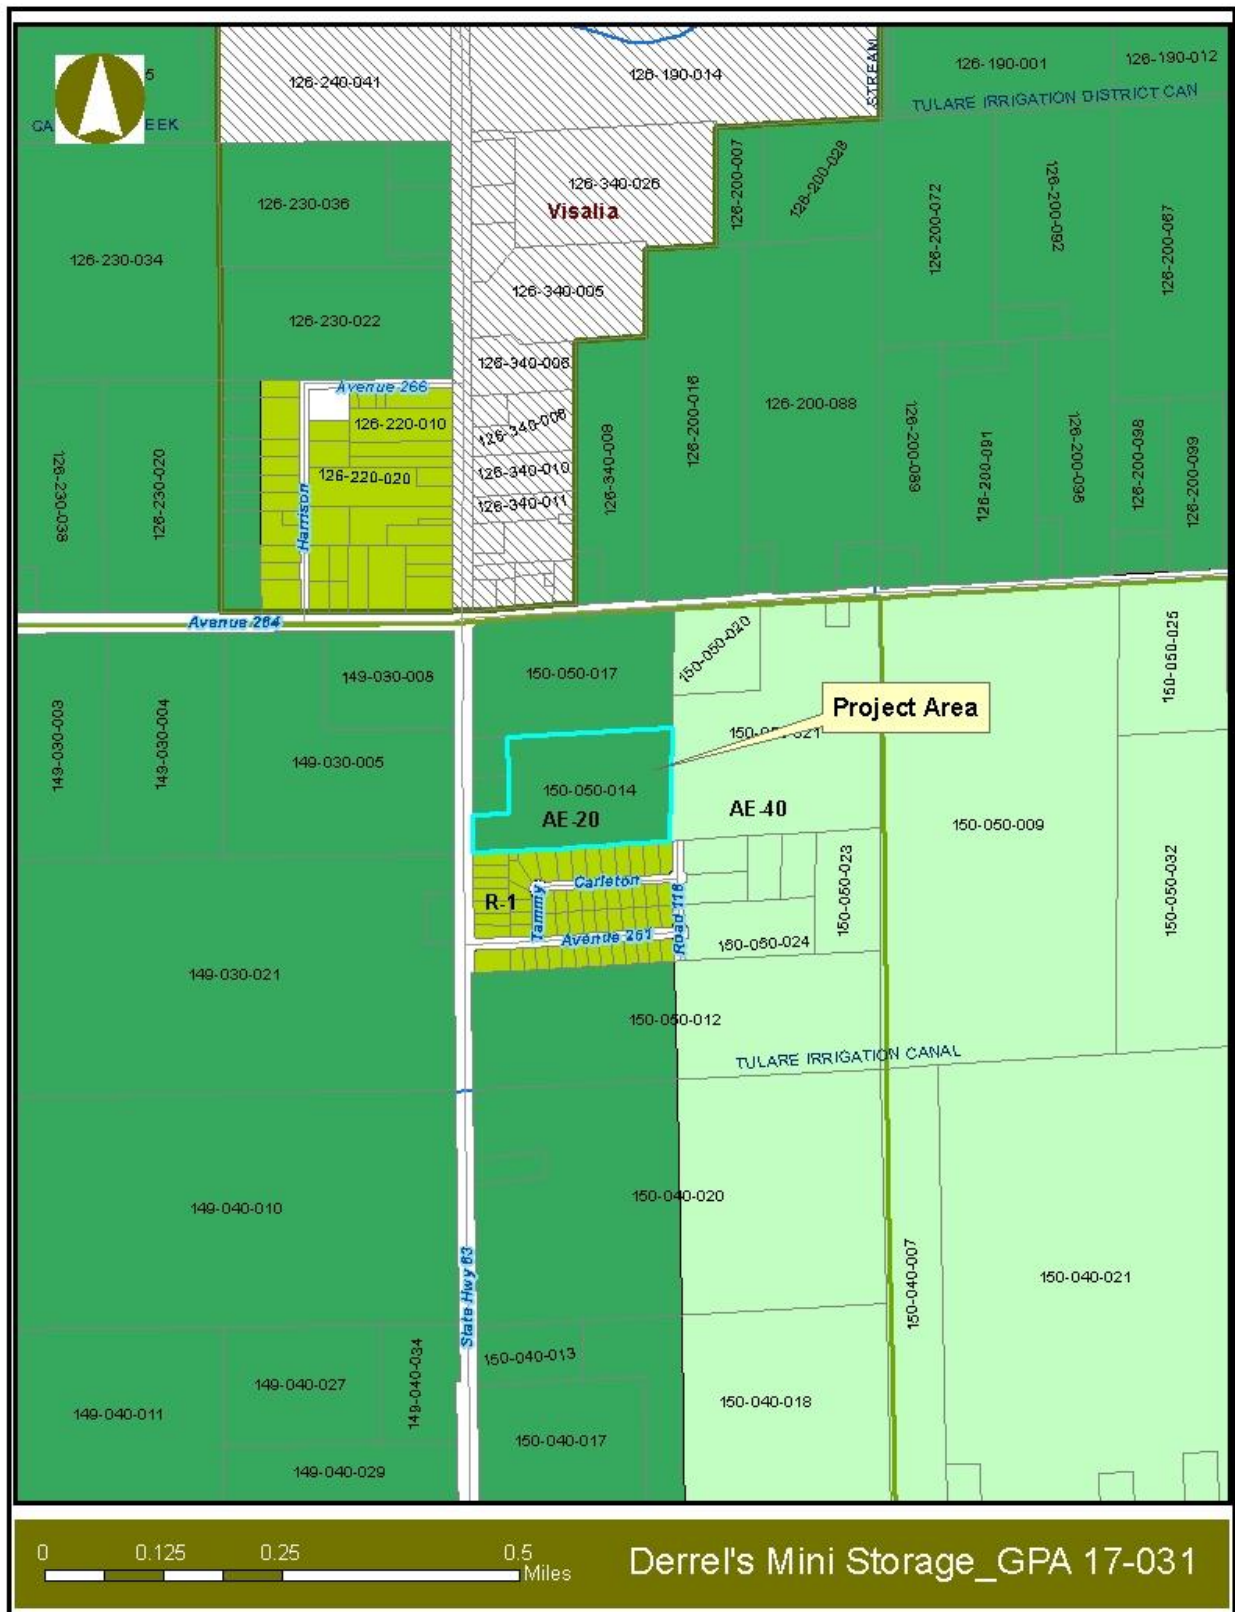 5
126-240-041
126-190-014
STREAM
126-190-001
126-190-012
TULARE IRRIGATION DISTRICT CAN
EEK
126-230-036
126-340-026
Visalia
126-200-007
126-200-028
126-200-072
126-200-092
126-200-067
126-230-034
126-230-022
126-340-005
126-340-006
Avenue 266
126-220-010
126-340-008
126-200-016
126-200-088
126-230-038
126-230-020
126-220-020
Harrison
126-340-010
126-340-011
126-340-009
126-200-089
126-200-091
126-200-098
126-200-099
Avenue 264
149-030-008
150-050-017
150-050-020
150-050-025
149-030-003
149-030-004
149-030-005
Project Area
150-050-014
AE-20
AE-40
150-050-009
150-050-023
150-050-032
Carleton
R-1
Tammy
Avenue 261
Road 116
150-050-024
149-030-021
150-050-012
TULARE IRRIGATION CANAL
149-040-010
150-040-020
State Hwy 63
150-040-007
150-040-021
149-040-034
149-040-027
150-040-013
149-040-011
150-040-018
150-040-017
149-040-029
0 0.125 0.25 0.5
Miles
Derrel's Mini Storage_GPA 17-031